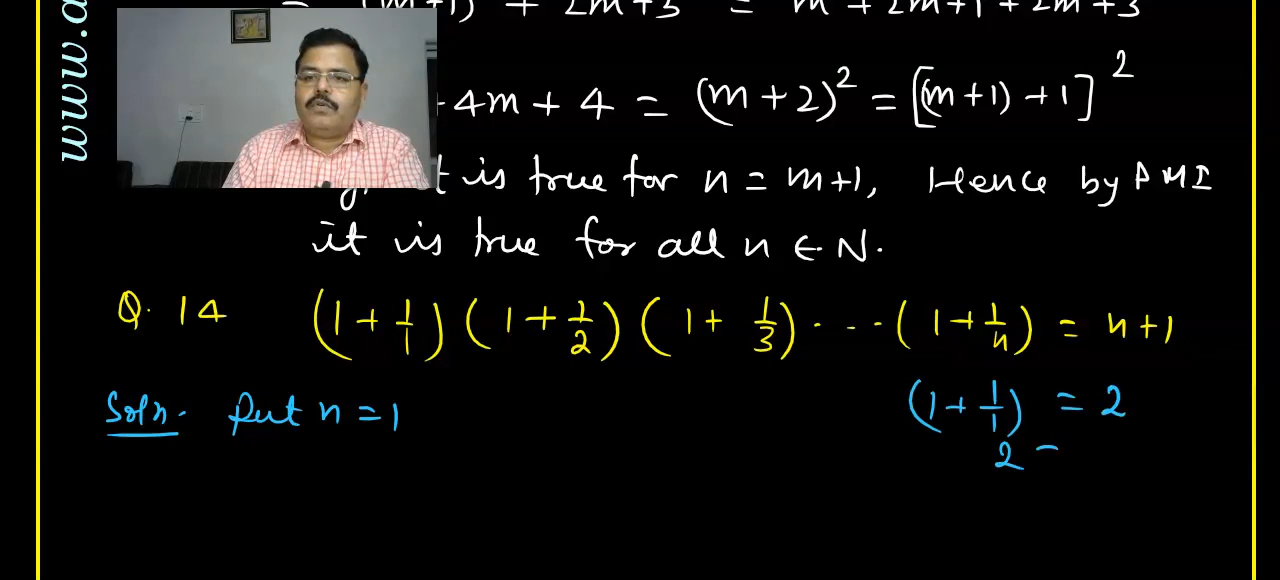 www.a
(m+1) + 2m+3 = m + 2m+1 + 2m+3
4m + 4 = (m+2)² = [(m+1)+1]²
it is true for n = m+1, Hence by PMI
it is true for all n ∈ N.
Q. 14 (1 + 1/1) (1 + 1/2) (1 + 1/3) ... (1 + 1/n) = n+1
Soln. Put n = 1 (1 + 1/1) = 2
2 =